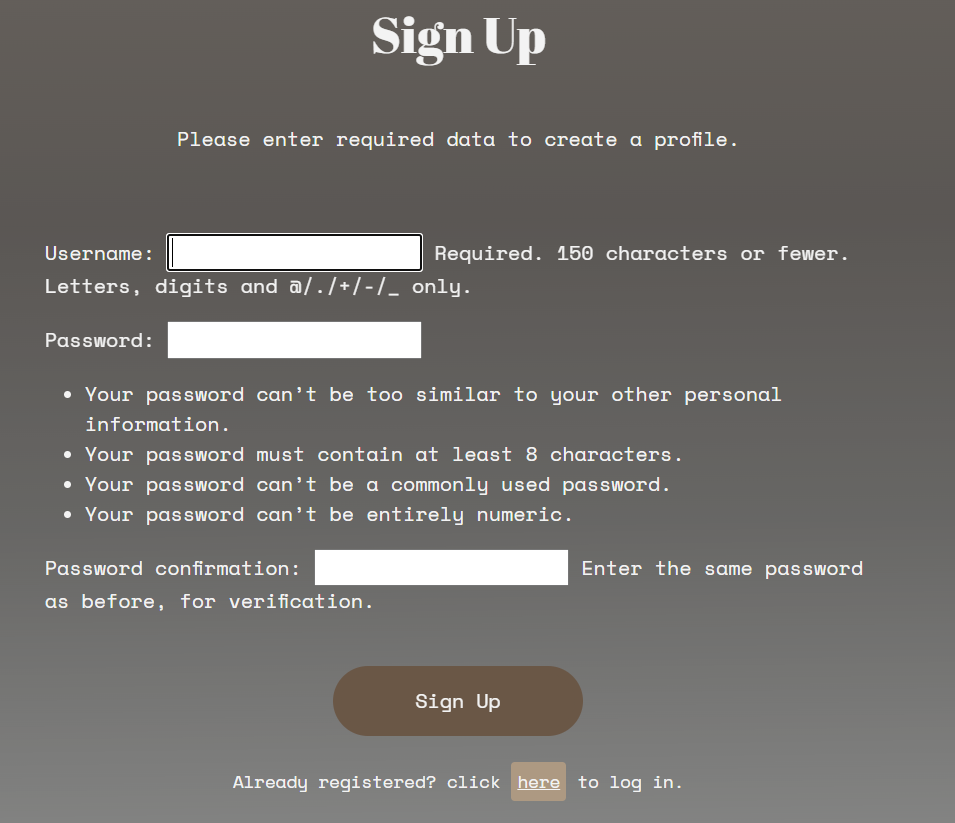 Sign Up
Please enter required data to create a profile.
Username: Required. 150 characters or fewer.
Letters, digits and @/./+/-/_ only.
Password:
• Your password can’t be too similar to your other personal
information.
• Your password must contain at least 8 characters.
• Your password can’t be a commonly used password.
• Your password can’t be entirely numeric.
Password confirmation: Enter the same password
as before, for verification.
Sign Up
Already registered? click here to log in.